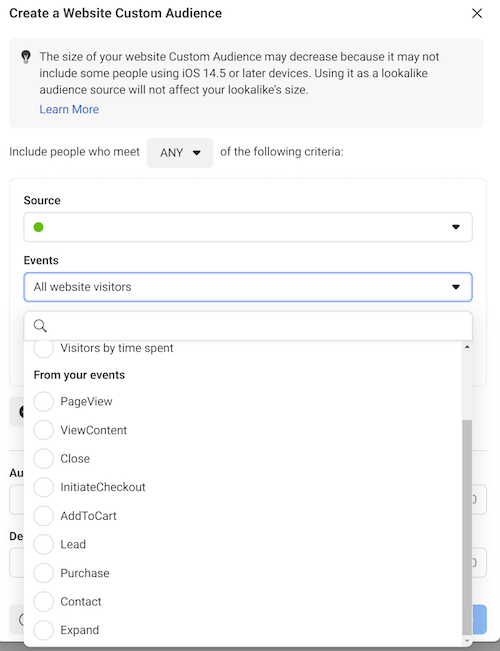 Create a Website Custom Audience
The size of your website Custom Audience may decrease because it may not
include some people using iOS 14.5 or later devices. Using it as a lookalike
audience source will not affect your lookalike's size.
Learn More
Include people who meet ANY of the following criteria:
Source
Events
All website visitors
Visitors by time spent
From your events
PageView
ViewContent
Close
InitiateCheckout
Au
AddToCart
0
De
Lead
Purchase
0
Contact
Expand